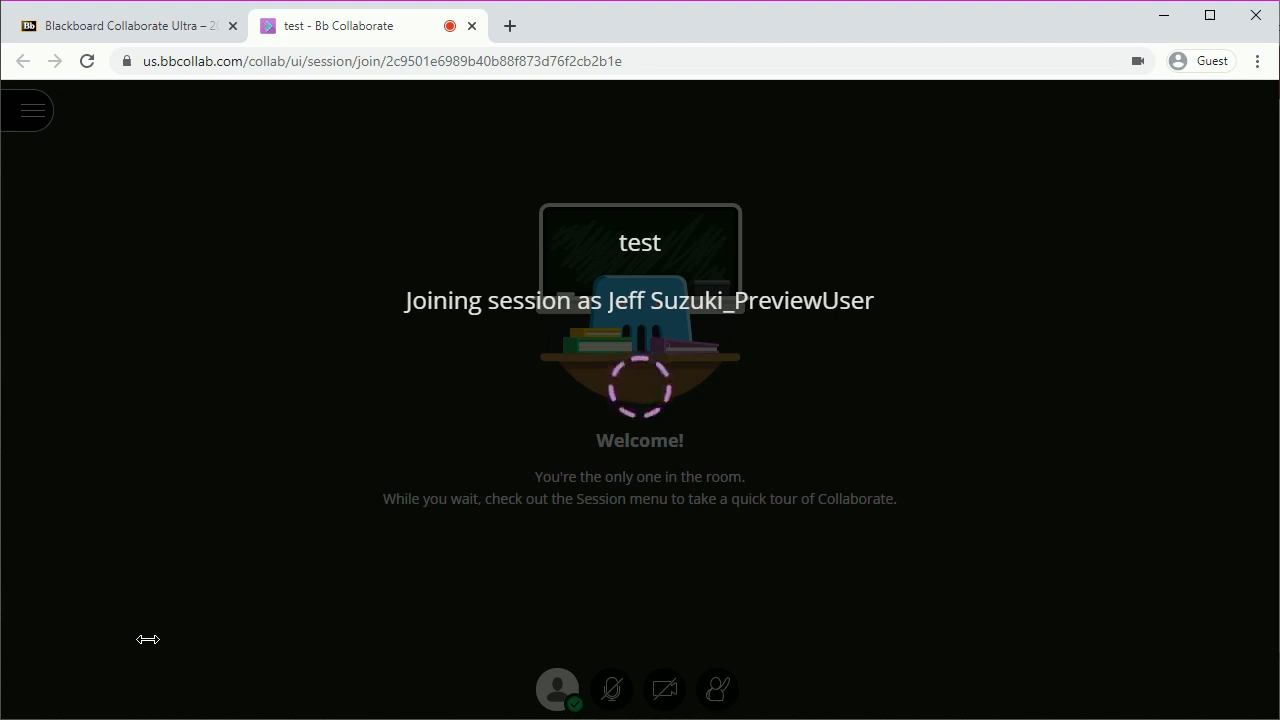 Bb Blackboard Collaborate Ultra – 20
test - Bb Collaborate
us.bbcollab.com/collab/ui/session/join/2c9501e6989b40b88f873d76f2cb2b1e
Guest
test
Joining session as Jeff Suzuki_PreviewUser
Welcome!
You're the only one in the room.
While you wait, check out the Session menu to take a quick tour of Collaborate.